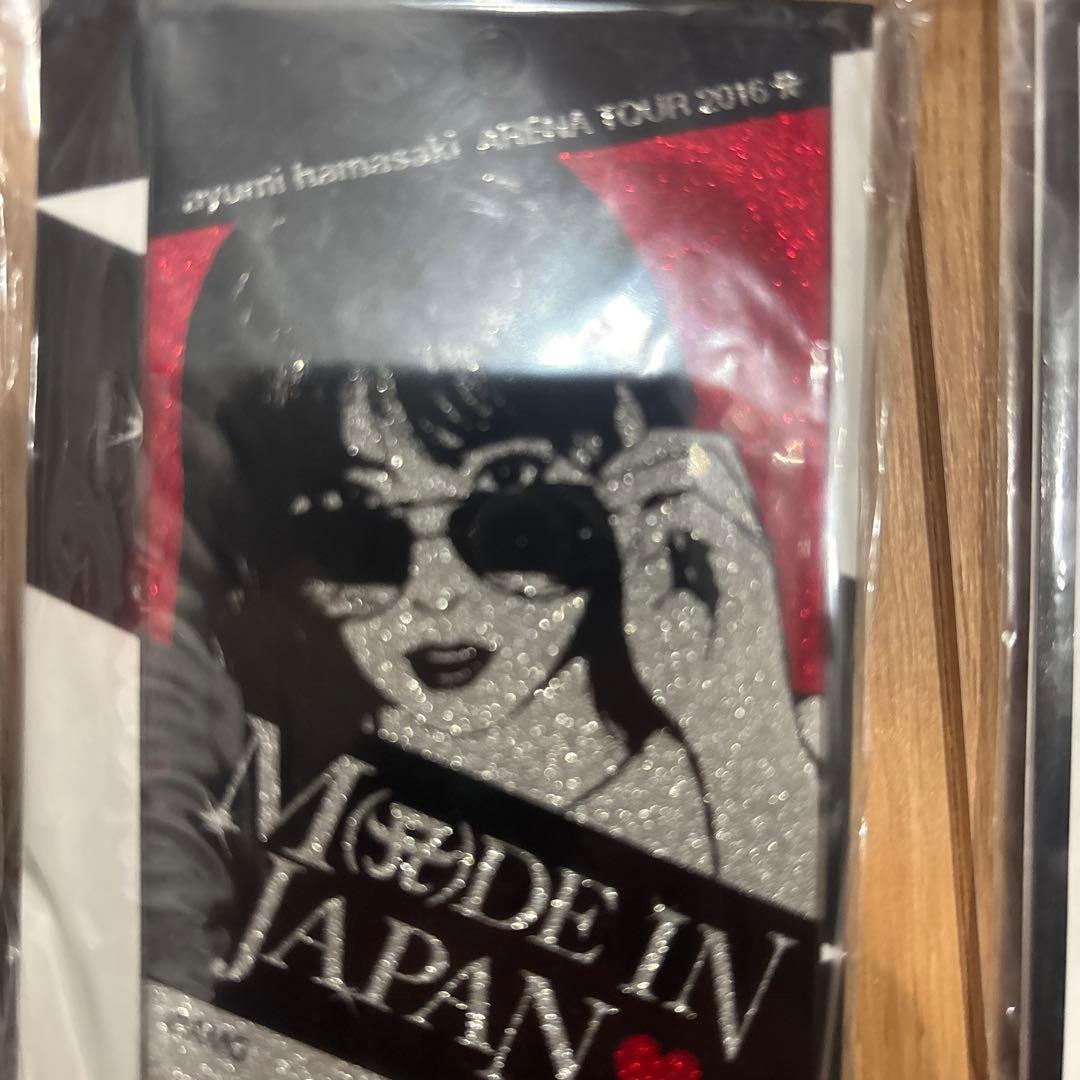 ayumi hamasaki ARENA TOUR 2016 A
M(A)DE IN
JAPAN